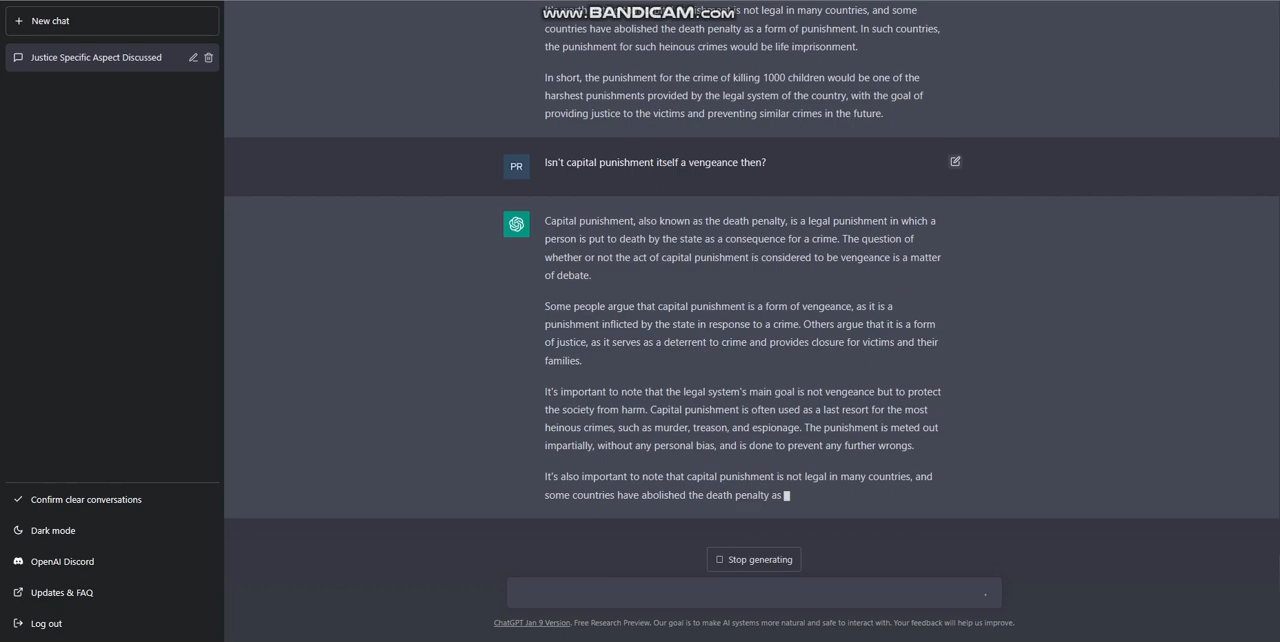 New chat
Justice Specific Aspect Discussed
www.BANDICAM.com
is not legal in many countries, and some
countries have abolished the death penalty as a form of punishment. In such countries,
the punishment for such heinous crimes would be life imprisonment.
In short, the punishment for the crime of killing 1000 children would be one of the
harshest punishments provided by the legal system of the country, with the goal of
providing justice to the victims and preventing similar crimes in the future.
PR
Isn't capital punishment itself a vengeance then?
Capital punishment, also known as the death penalty, is a legal punishment in which a
person is put to death by the state as a consequence for a crime. The question of
whether or not the act of capital punishment is considered to be vengeance is a matter
of debate.
Some people argue that capital punishment is a form of vengeance, as it is a
punishment inflicted by the state in response to a crime. Others argue that it is a form
of justice, as it serves as a deterrent to crime and provides closure for victims and their
families.
It's important to note that the legal system's main goal is not vengeance but to protect
the society from harm. Capital punishment is often used as a last resort for the most
heinous crimes, such as murder, treason, and espionage. The punishment is meted out
impartially, without any personal bias, and is done to prevent any further wrongs.
It's also important to note that capital punishment is not legal in many countries, and
some countries have abolished the death penalty as
Confirm clear conversations
Dark mode
OpenAI Discord
Updates & FAQ
Log out
Stop generating
ChatGPT Jan 9 Version. Free Research Preview. Our goal is to make AI systems more natural and safe to interact with. Your feedback will help us improve.